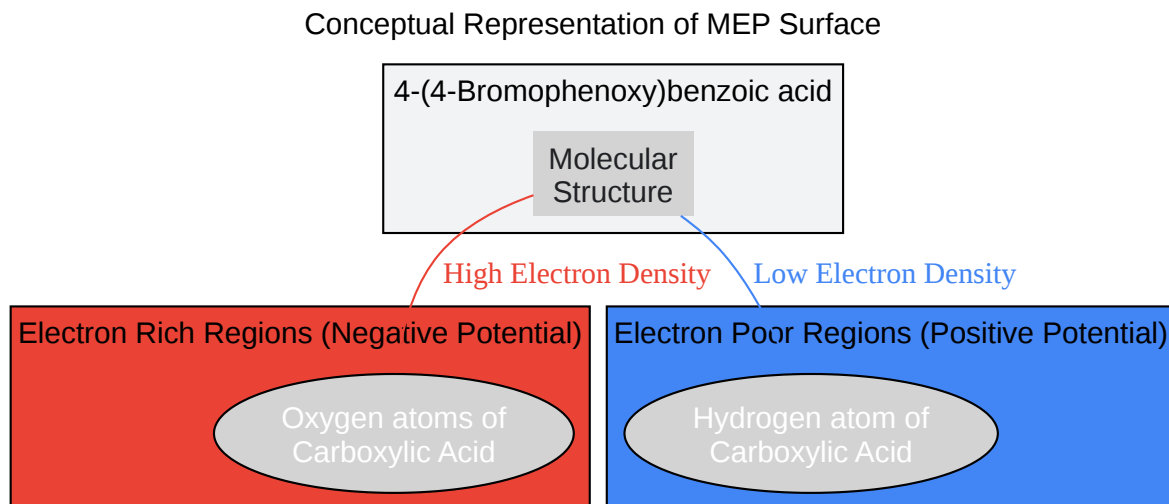 Conceptual Representation of MEP Surface
4-(4-Bromophenoxy)benzoic acid
Molecular
Structure
High Electron Density
Low Electron Density
Electron Rich Regions (Negative Potential)
Electron Poor Regions (Positive Potential)
Oxygen atoms of
Carboxylic Acid
Hydrogen atom of
Carboxylic Acid